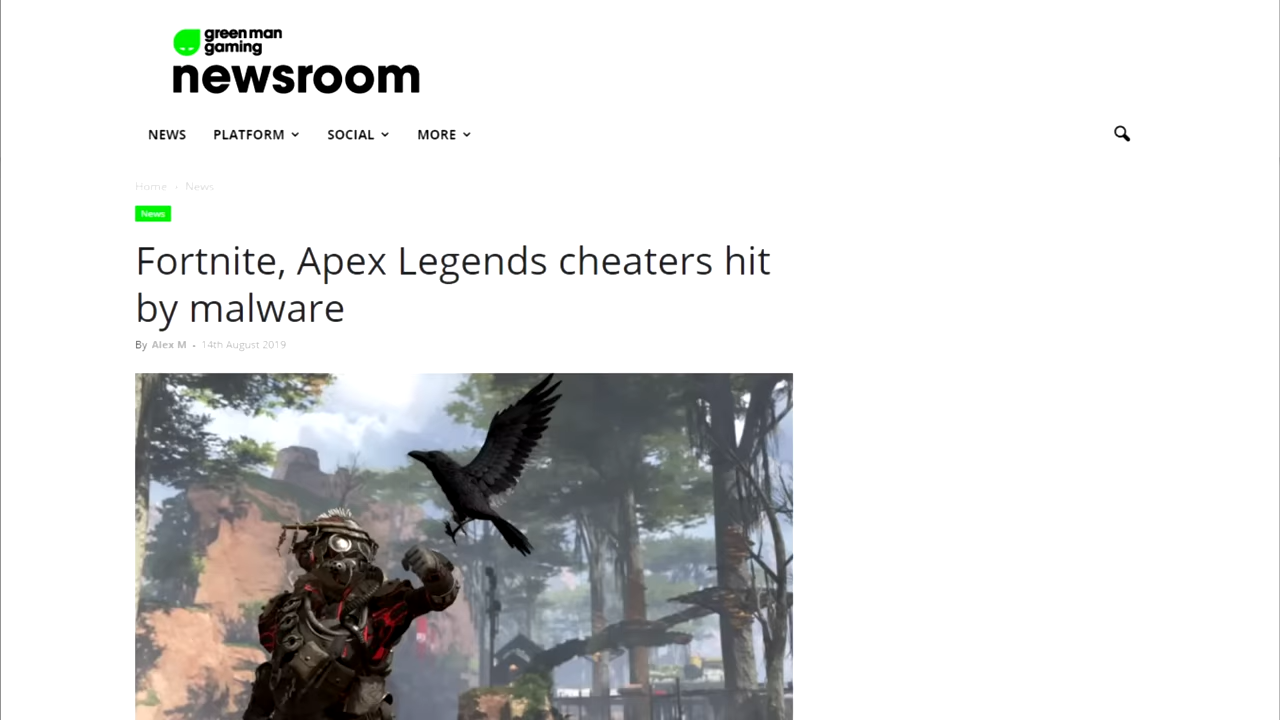 green man
gaming
newsroom
NEWS PLATFORM SOCIAL MORE
Home › News
News
Fortnite, Apex Legends cheaters hit
by malware
By Alex M - 14th August 2019